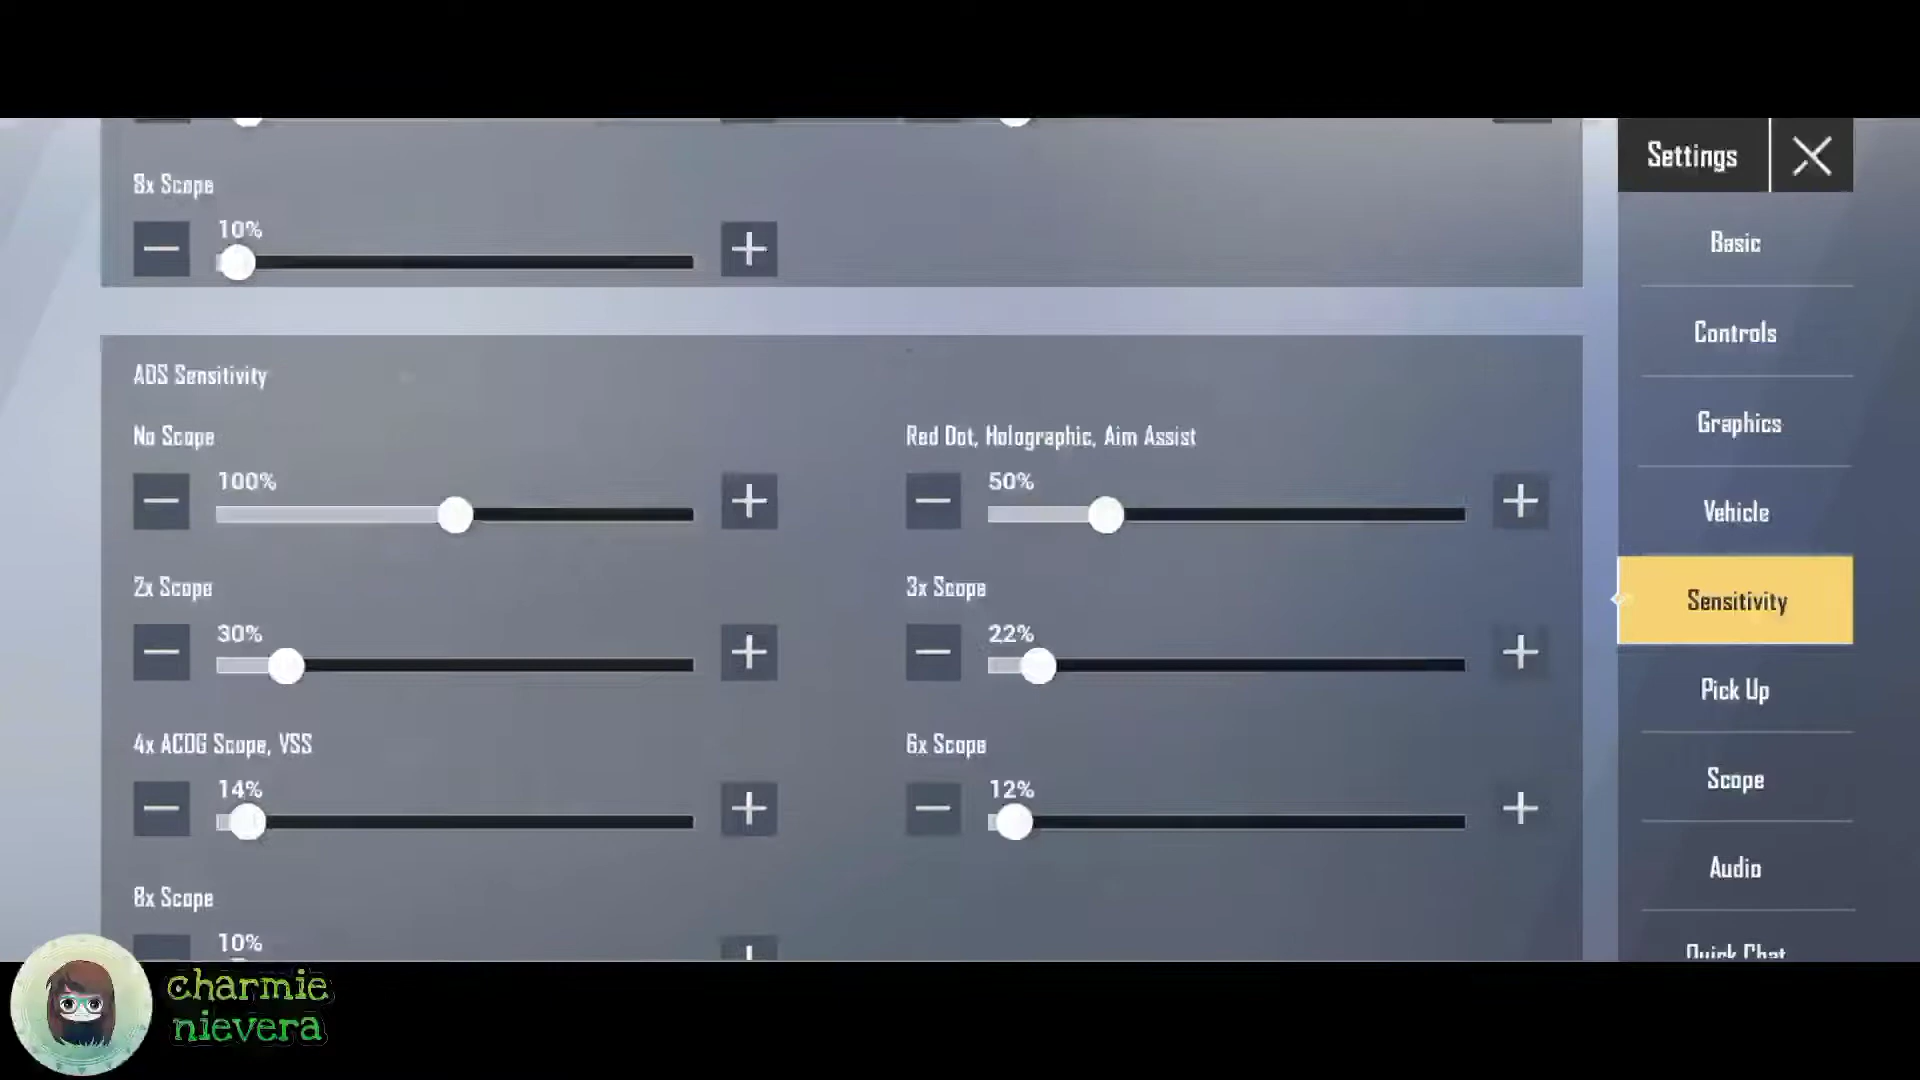 Settings
8x Scope
10%
Basic
Controls
ADS Sensitivity
Graphics
No Scope
Red Dot, Holographic, Aim Assist
100%
50%
Vehicle
2x Scope
3x Scope
Sensitivity
30%
22%
Pick Up
4x ACOG Scope, VSS
6x Scope
Scope
14%
12%
Audio
8x Scope
10%
Quick Chat
charmie
nievera